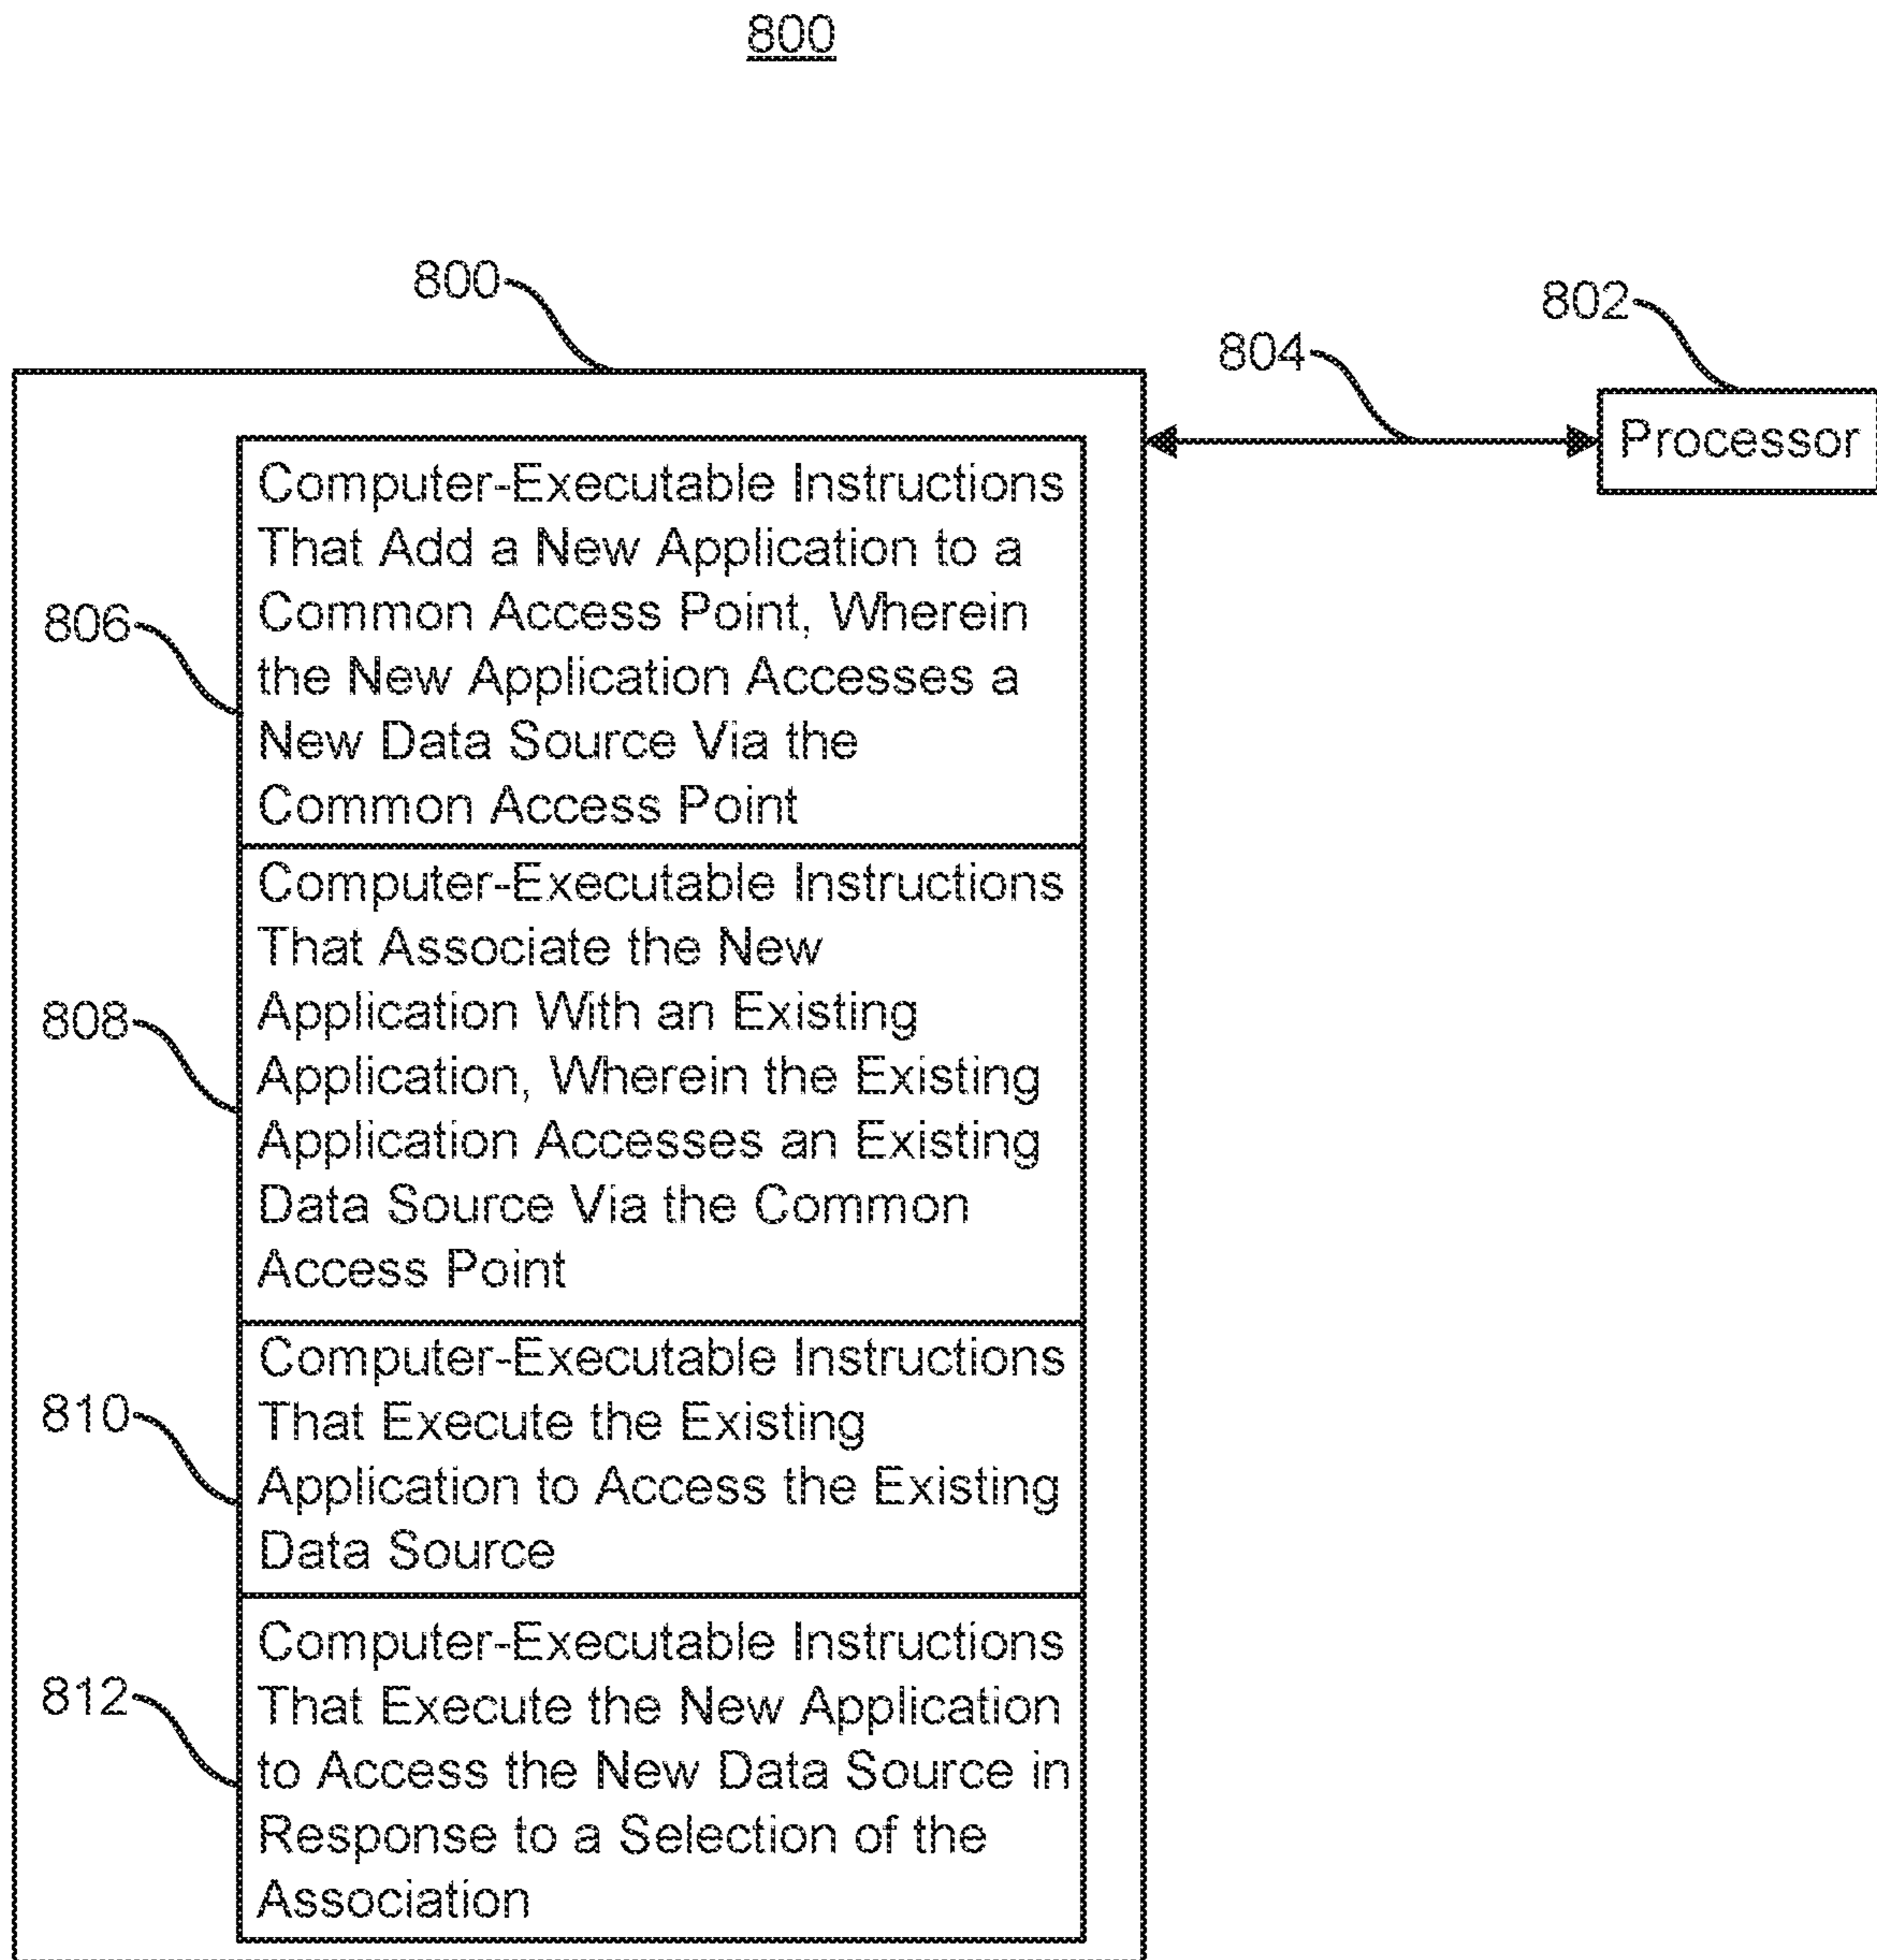 800
800
802
804
Processor
806
Computer-Executable Instructions
That Add a New Application to a
Common Access Point, Wherein
the New Application Accesses a
New Data Source Via the
Common Access Point
808
Computer-Executable Instructions
That Associate the New
Application With an Existing
Application, Wherein the Existing
Application Accesses an Existing
Data Source Via the Common
Access Point
810
Computer-Executable Instructions
That Execute the Existing
Application to Access the Existing
Data Source
812
Computer-Executable Instructions
That Execute the New Application
to Access the New Data Source in
Response to a Selection of the
Association